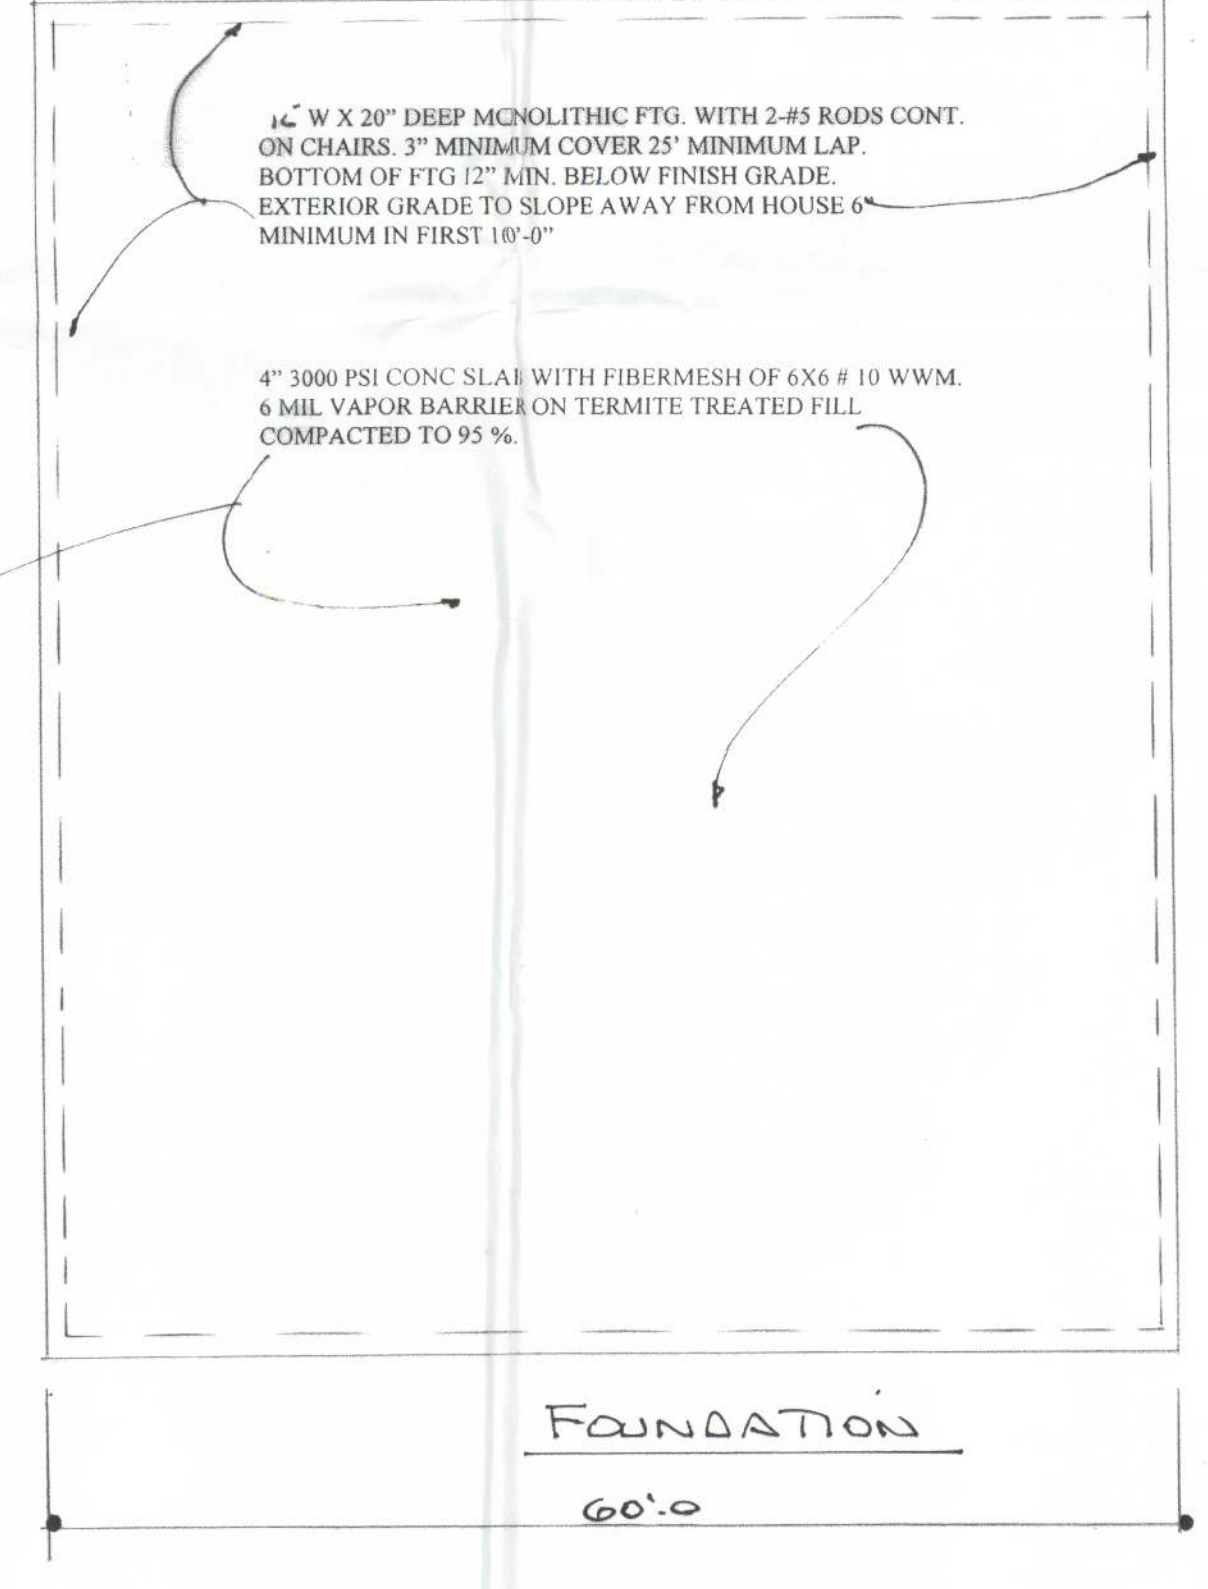 W X 20" DEEP MONOLITHIC FTG. WITH 2-#5 RODS CONT.
ON CHAIRS. 3" MINIMUM COVER 25' MINIMUM LAP.
BOTTOM OF FTG 12" MIN. BELOW FINISH GRADE.
EXTERIOR GRADE TO SLOPE AWAY FROM HOUSE 6"
MINIMUM IN FIRST 10'-0"
4" 3000 PSI CONC SLAB WITH FIBERMESH OF 6X6 # 10 WWM.
6 MIL VAPOR BARRIER ON TERMITE TREATED FILL
COMPACTED TO 95 %.
FOUNDATION
60'-0